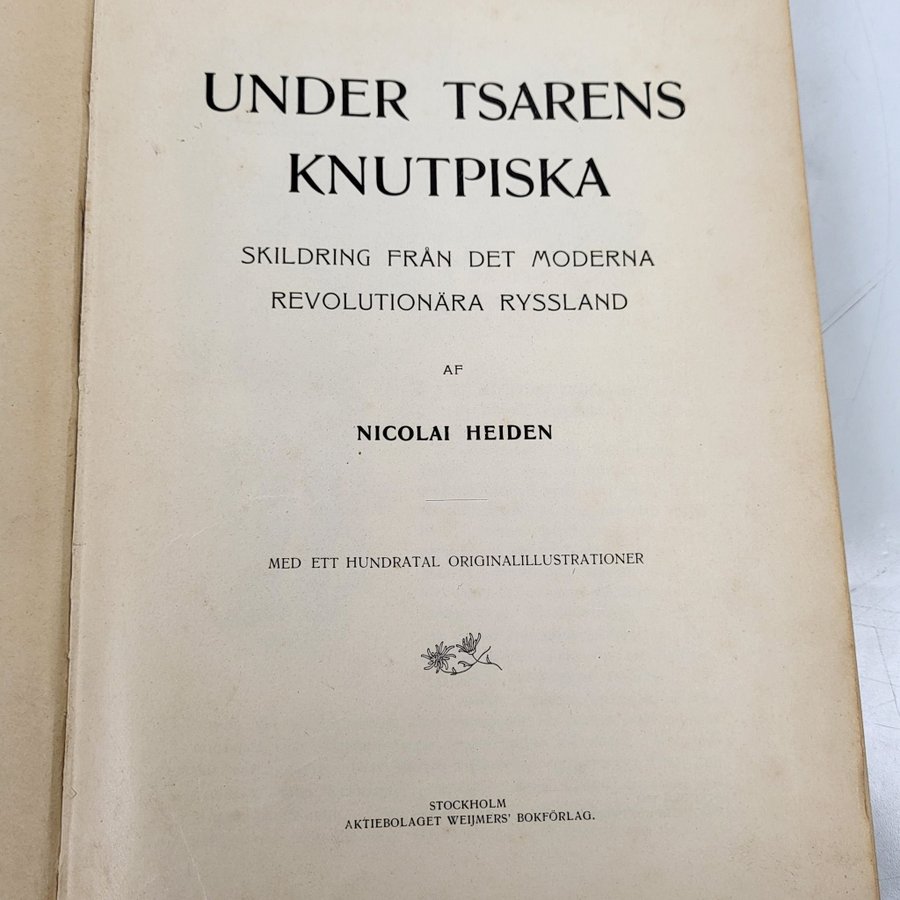 UNDER TSARENS
KNUTPISKA
SKILDRING FRÅN DET MODERNA
REVOLUTIONÄRA RYSSLAND
AF
NICOLAI HEIDEN
MED ETT HUNDRATAL ORIGINALILLUSTRATIONER
STOCKHOLM
AKTIEBOLAGET WEIJMERS' BOKFÖRLAG.